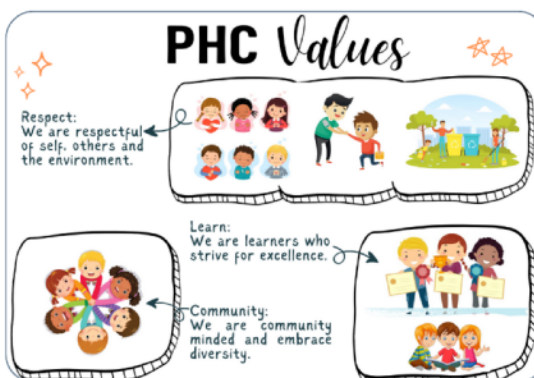 PHC Values
Respect:
We are respectful
of self, others and
the environment.
Learn:
We are learners who
strive for excellence.
Community:
We are community
minded and embrace
diversity.